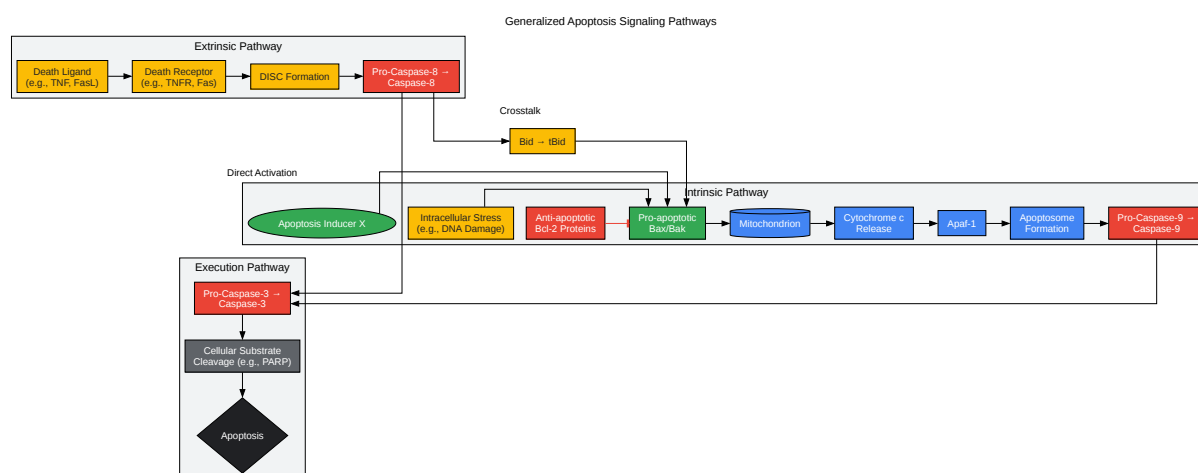 Generalized Apoptosis Signaling Pathways
Extrinsic Pathway
Death Ligand
(e.g., TNF, FasL)
Death Receptor
(e.g., TNFR, Fas)
DISC Formation
Pro-Caspase-8 →
Caspase-8
Crosstalk
Bid → tBid
Direct Activation
Intrinsic Pathway
Apoptosis Inducer X
Intracellular Stress
(e.g., DNA Damage)
Anti-apoptotic
Bcl-2 Proteins
Pro-apoptotic
Bax/Bak
Mitochondrion
Cytochrome c
Release
Apaf-1
Apoptosome
Formation
Pro-Caspase-9 →
Caspase-9
Execution Pathway
Pro-Caspase-3 →
Caspase-3
Cellular Substrate
Cleavage (e.g., PARP)
Apoptosis